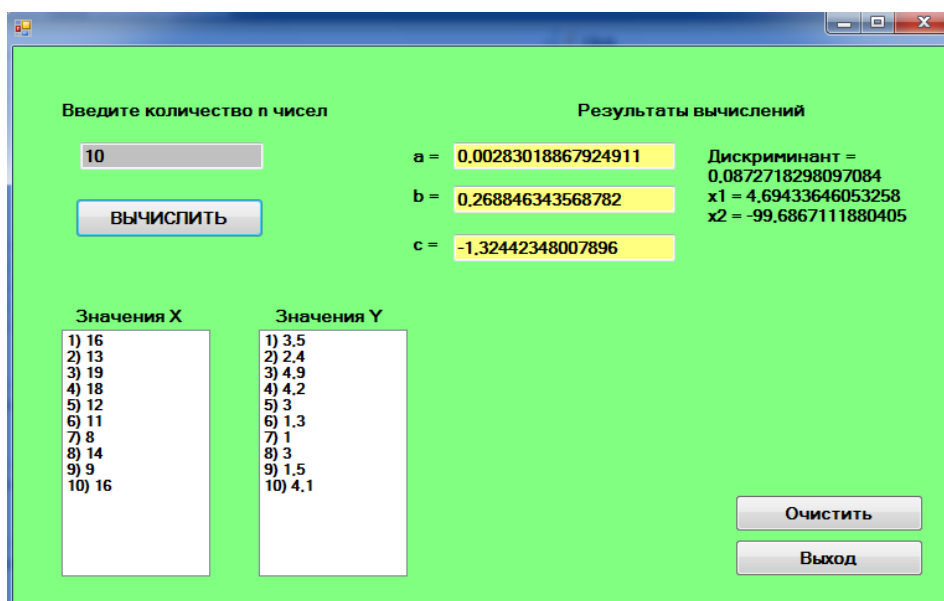 Введите количество n чисел
10
ВЫЧИСЛИТЬ
Результаты вычислений
a = 0,00283018867924911
b = 0,268846343568782
c = -1,32442348007896
Дискриминант =
0,0872718298097084
x1 = 4,69433646053258
x2 = -99,6867111880405
Значения X
1) 16
2) 13
3) 19
4) 18
5) 12
6) 11
7) 8
8) 14
9) 9
10) 16
Значения Y
1) 3,5
2) 2,4
3) 4,9
4) 4,2
5) 3
6) 1,3
7) 1
8) 3
9) 1,5
10) 4,1
Очистить
Выход